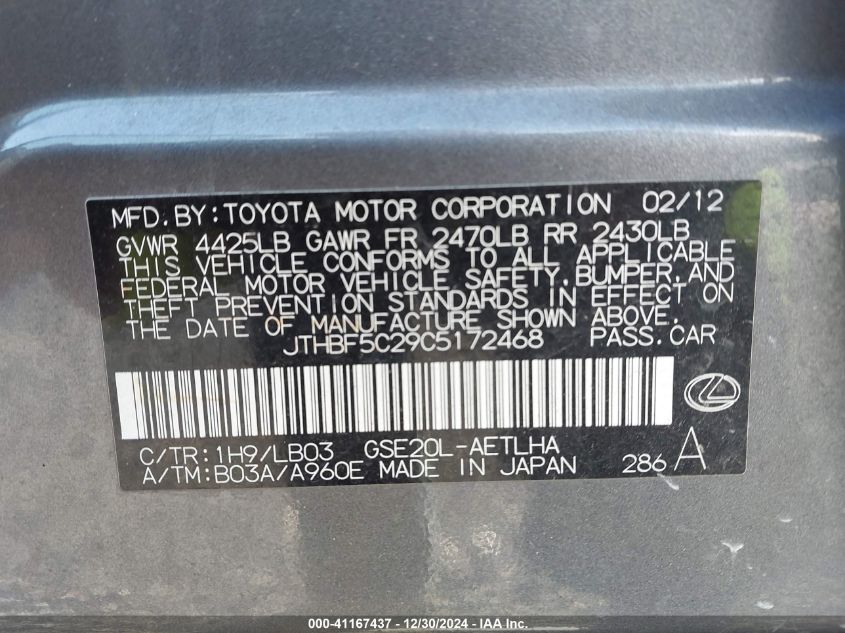 MFD. BY: TOYOTA MOTOR CORPORATION 02/12
GVWR 4425LB GAWR FR 2470LB RR 2430LB
THIS VEHICLE CONFORMS TO ALL APPLICABLE
FEDERAL MOTOR VEHICLE SAFETY, BUMPER, AND
THEFT PREVENTION STANDARDS IN EFFECT ON
THE DATE OF MANUFACTURE SHOWN ABOVE.
JTHBF5C29C5172468 PASS. CAR
C/TR: 1H9/LB03 GSE20L-AETLHA
A/TM: B03A/A960E MADE IN JAPAN 286 A
000-41167437 - 12/30/2024 - IAA Inc.